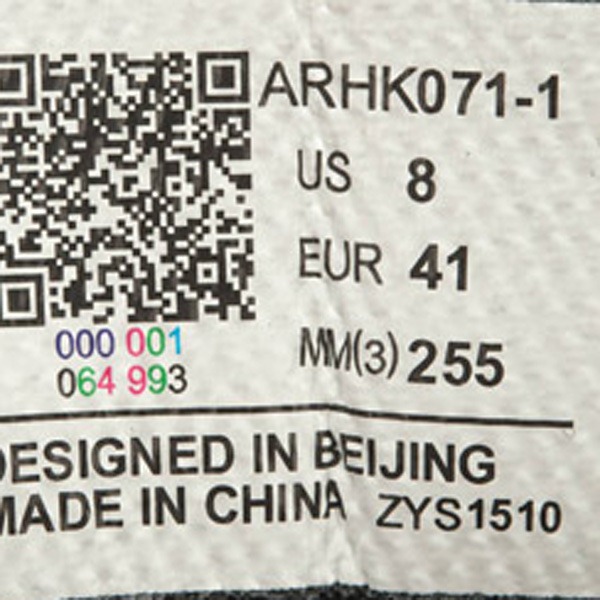 ARHK071-1
US 8
EUR 41
MM(3) 255
000 001
064 993
DESIGNED IN BEIJING
MADE IN CHINA ZYS1510